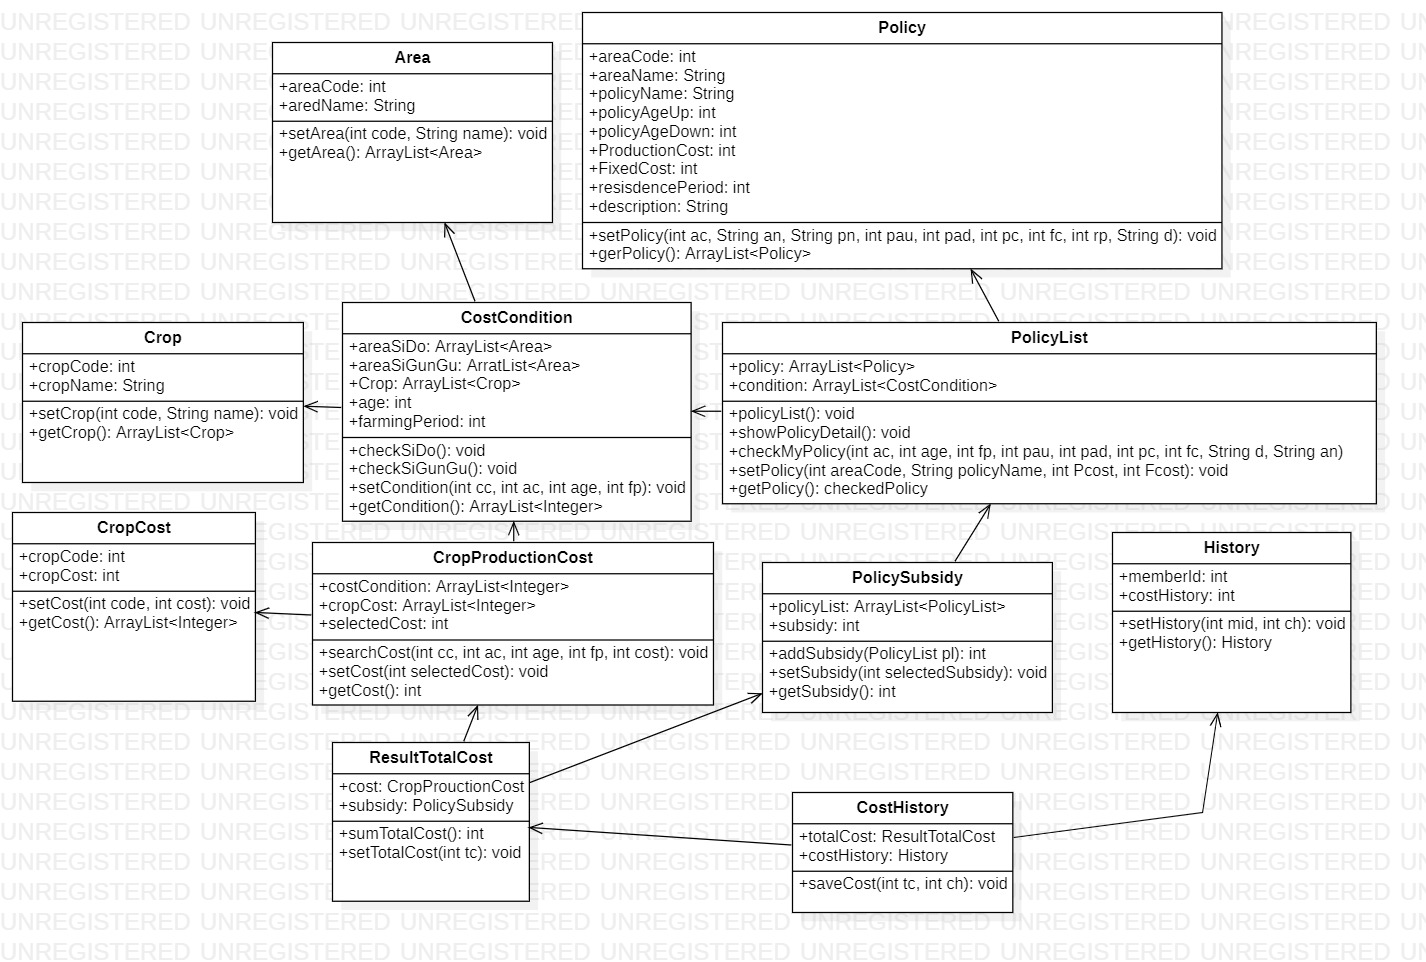 Policy
+areaCode: int
+areaName: String
+policyName: String
+policyAgeUp: int
+policyAgeDown: int
+ProductionCost: int
+FixedCost: int
+resisdencePeriod: int
+description: String
+setPolicy(int ac, String an, String pn, int pau, int pad, int pc, int fc, int rp, String d): void
+gerPolicy(): ArrayList<Policy>
Area
+areaCode: int
+aredName: String
+setArea(int code, String name): void
+getArea(): ArrayList<Area>
CostCondition
+areaSiDo: ArrayList<Area>
+areaSiGunGu: ArratList<Area>
+Crop: ArrayList<Crop>
+age: int
+farmingPeriod: int
+checkSiDo(): void
+checkSiGunGu(): void
+setCondition(int cc, int ac, int age, int fp): void
+getCondition(): ArrayList<Integer>
Crop
+cropCode: int
+cropName: String
+setCrop(int code, String name): void
+getCrop(): ArrayList<Crop>
PolicyList
+policy: ArrayList<Policy>
+condition: ArrayList<CostCondition>
+policyList(): void
+showPolicyDetail(): void
+checkMyPolicy(int ac, int age, int fp, int pau, int pad, int pc, int fc, String d, String an)
+setPolicy(int areaCode, String policyName, int Pcost, int Fcost): void
+getPolicy(): checkedPolicy
CropCost
+cropCode: int
+cropCost: int
+setCost(int code, int cost): void
+getCost(): ArrayList<Integer>
CropProductionCost
+costCondition: ArrayList<Integer>
+cropCost: ArrayList<Integer>
+selectedCost: int
+searchCost(int cc, int ac, int age, int fp, int cost): void
+setCost(int selectedCost): void
+getCost(): int
PolicySubsidy
+policyList: ArrayList<PolicyList>
+subsidy: int
+addSubsidy(PolicyList pl): int
+setSubsidy(int selectedSubsidy): void
+getSubsidy(): int
History
+memberId: int
+costHistory: int
+setHistory(int mid, int ch): void
+getHistory(): History
ResultTotalCost
+cost: CropProuctionCost
+subsidy: PolicySubsidy
+sumTotalCost(): int
+setTotalCost(int tc): void
CostHistory
+totalCost: ResultTotalCost
+costHistory: History
+saveCost(int tc, int ch): void